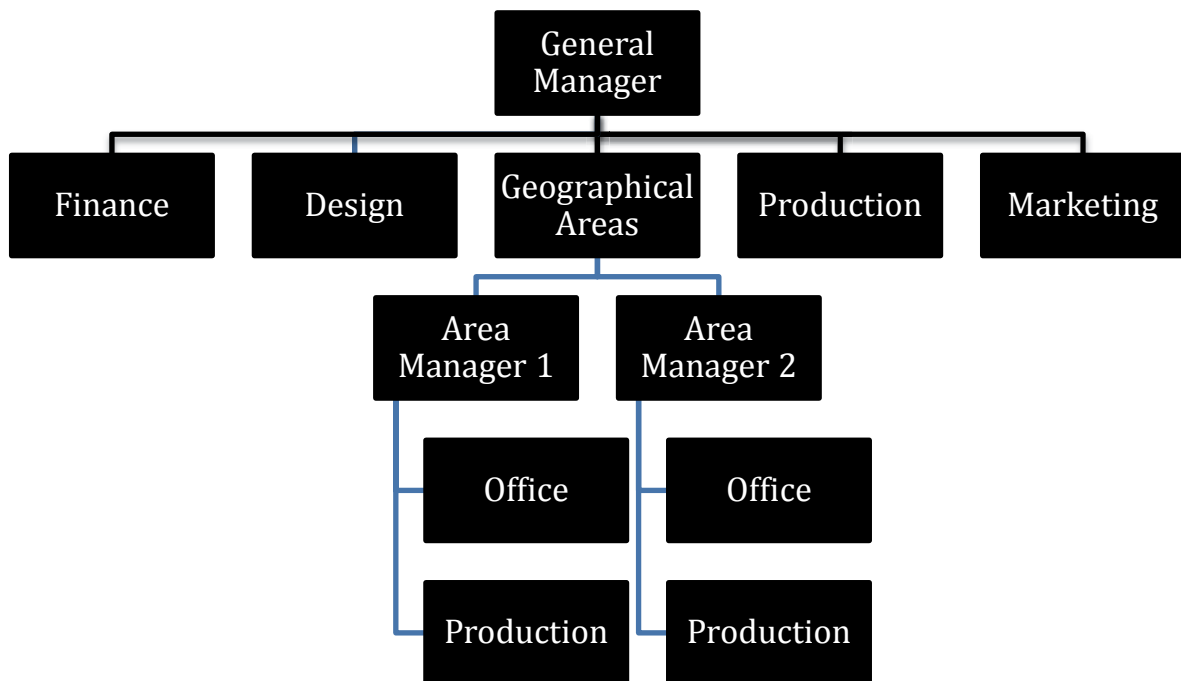 General
Manager
Finance
Design
Geographical
Areas
Production
Marketing
Area
Manager 1
Area
Manager 2
Office
Office
Production
Production